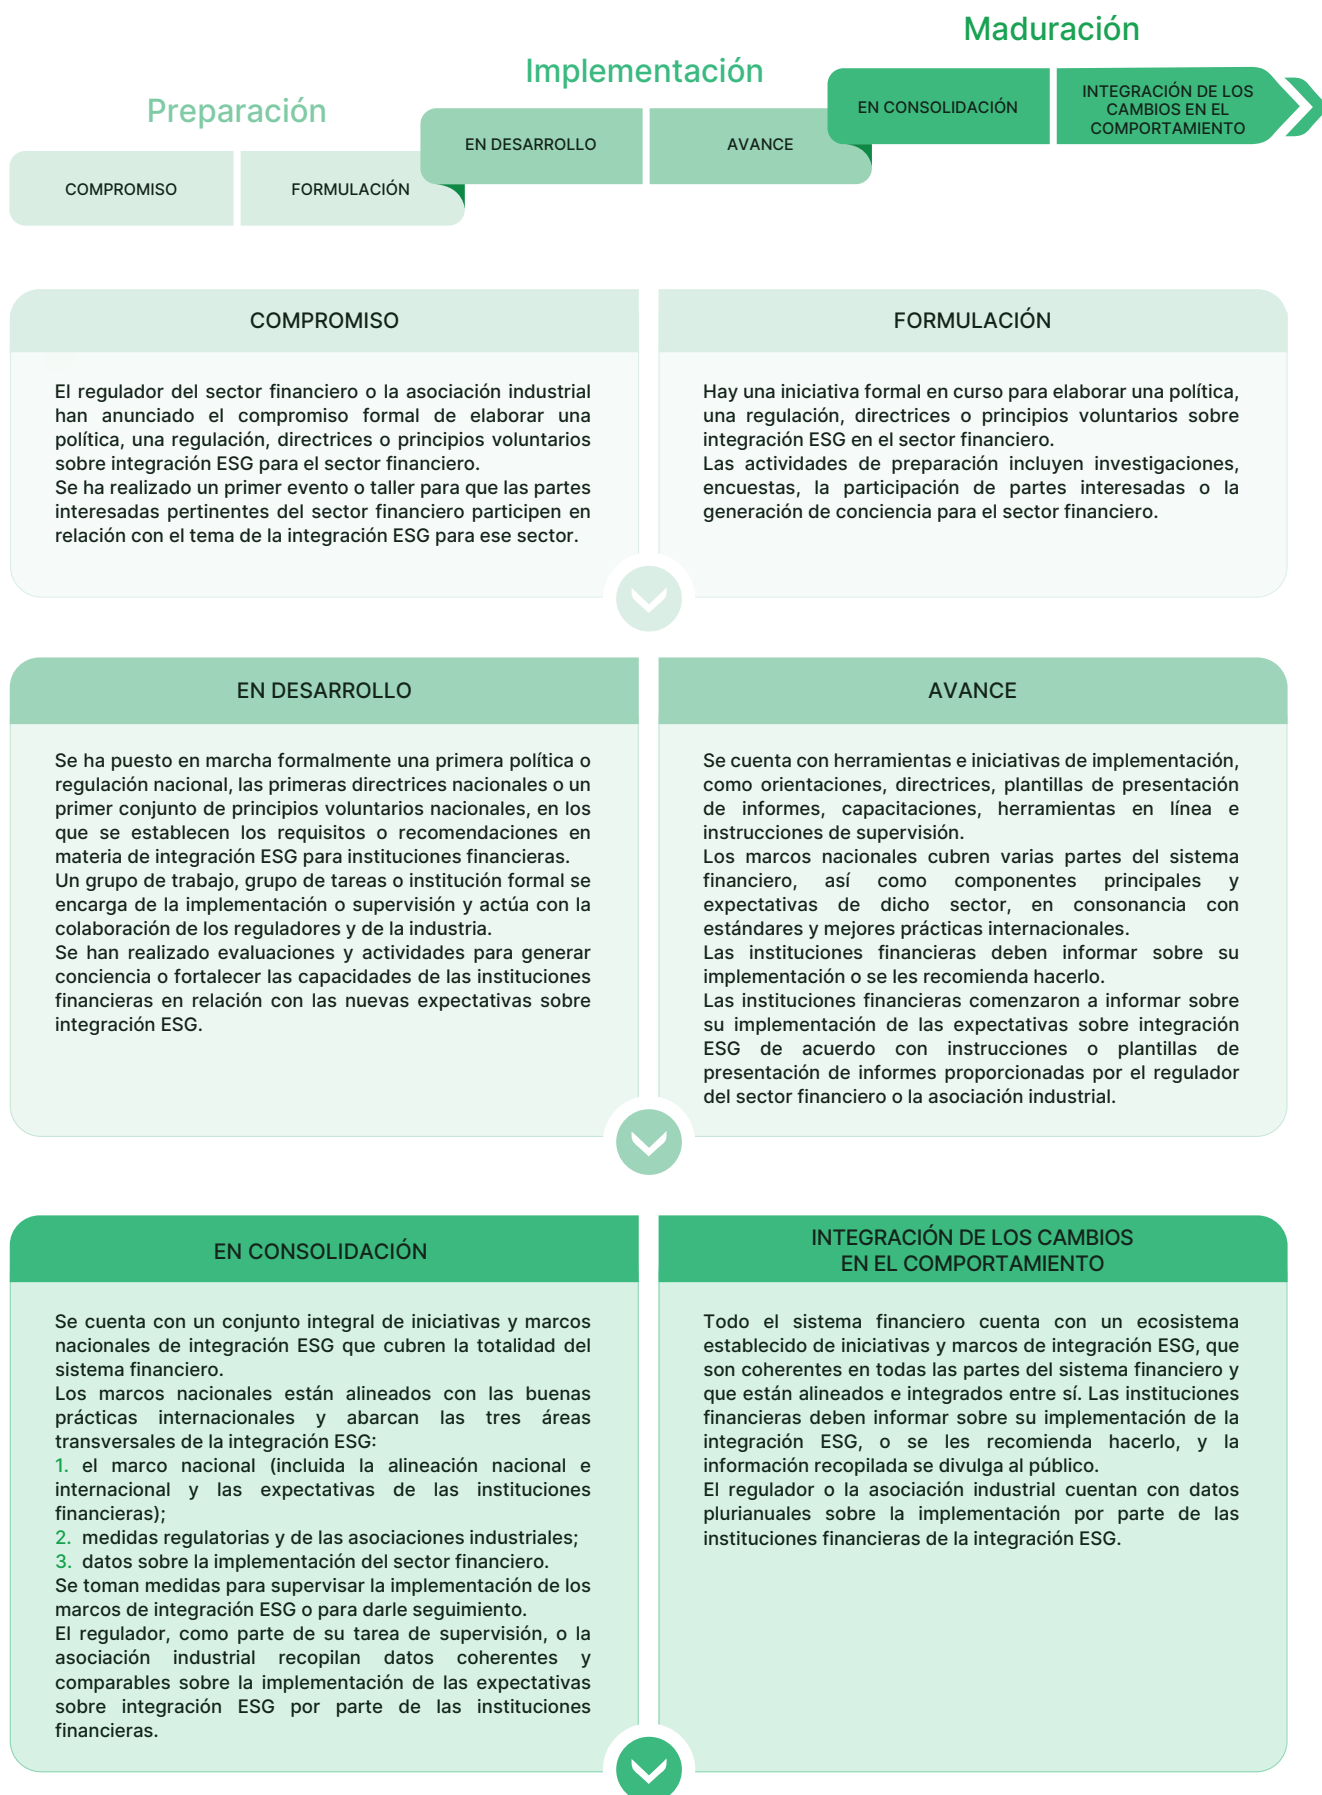 Maduración
Implementación
Preparación
EN CONSOLIDACIÓN
INTEGRACIÓN DE LOS
CAMBIOS EN EL
COMPORTAMIENTO
EN DESARROLLO
AVANCE
COMPROMISO
FORMULACIÓN
COMPROMISO
El regulador del sector financiero o la asociación industrial
han anunciado el compromiso formal de elaborar una
política, una regulación, directrices o principios voluntarios
sobre integración ESG para el sector financiero.
Se ha realizado un primer evento o taller para que las partes
interesadas pertinentes del sector financiero participen en
relación con el tema de la integración ESG para ese sector.
FORMULACIÓN
Hay una iniciativa formal en curso para elaborar una política,
una regulación, directrices o principios voluntarios sobre
integración ESG en el sector financiero.
Las actividades de preparación incluyen investigaciones,
encuestas, la participación de partes interesadas o la
generación de conciencia para el sector financiero.
EN DESARROLLO
Se ha puesto en marcha formalmente una primera política o
regulación nacional, las primeras directrices nacionales o un
primer conjunto de principios voluntarios nacionales, en los
que se establecen los requisitos o recomendaciones en
materia de integración ESG para instituciones financieras.
Un grupo de trabajo, grupo de tareas o institución formal se
encarga de la implementación o supervisión y actúa con la
colaboración de los reguladores y de la industria.
Se han realizado evaluaciones y actividades para generar
conciencia o fortalecer las capacidades de las instituciones
financieras en relación con las nuevas expectativas sobre
integración ESG.
AVANCE
Se cuenta con herramientas e iniciativas de implementación,
como orientaciones, directrices, plantillas de presentación
de informes, capacitaciones, herramientas en línea e
instrucciones de supervisión.
Los marcos nacionales cubren varias partes del sistema
financiero, así como componentes principales y
expectativas de dicho sector, en consonancia con
estándares y mejores prácticas internacionales.
Las instituciones financieras deben informar sobre su
implementación o se les recomienda hacerlo.
Las instituciones financieras comenzaron a informar sobre
su implementación de las expectativas sobre integración
ESG de acuerdo con instrucciones o plantillas de
presentación de informes proporcionadas por el regulador
del sector financiero o la asociación industrial.
EN CONSOLIDACIÓN
Se cuenta con un conjunto integral de iniciativas y marcos
nacionales de integración ESG que cubren la totalidad del
sistema financiero.
Los marcos nacionales están alineados con las buenas
prácticas internacionales y abarcan las tres áreas
transversales de la integración ESG:
1. el marco nacional (incluida la alineación nacional e
internacional y las expectativas de las instituciones
financieras);
2. medidas regulatorias y de las asociaciones industriales;
3. datos sobre la implementación del sector financiero.
Se toman medidas para supervisar la implementación de los
marcos de integración ESG o para darle seguimiento.
El regulador, como parte de su tarea de supervisión, o la
asociación industrial recopilan datos coherentes y
comparables sobre la implementación de las expectativas
sobre integración ESG por parte de las instituciones
financieras.
INTEGRACIÓN DE LOS CAMBIOS
EN EL COMPORTAMIENTO
Todo el sistema financiero cuenta con un ecosistema
establecido de iniciativas y marcos de integración ESG, que
son coherentes en todas las partes del sistema financiero y
que están alineados e integrados entre sí. Las instituciones
financieras deben informar sobre su implementación de la
integración ESG, o se les recomienda hacerlo, y la
información recopilada se divulga al público.
El regulador o la asociación industrial cuentan con datos
plurianuales sobre la implementación por parte de las
instituciones financieras de la integración ESG.